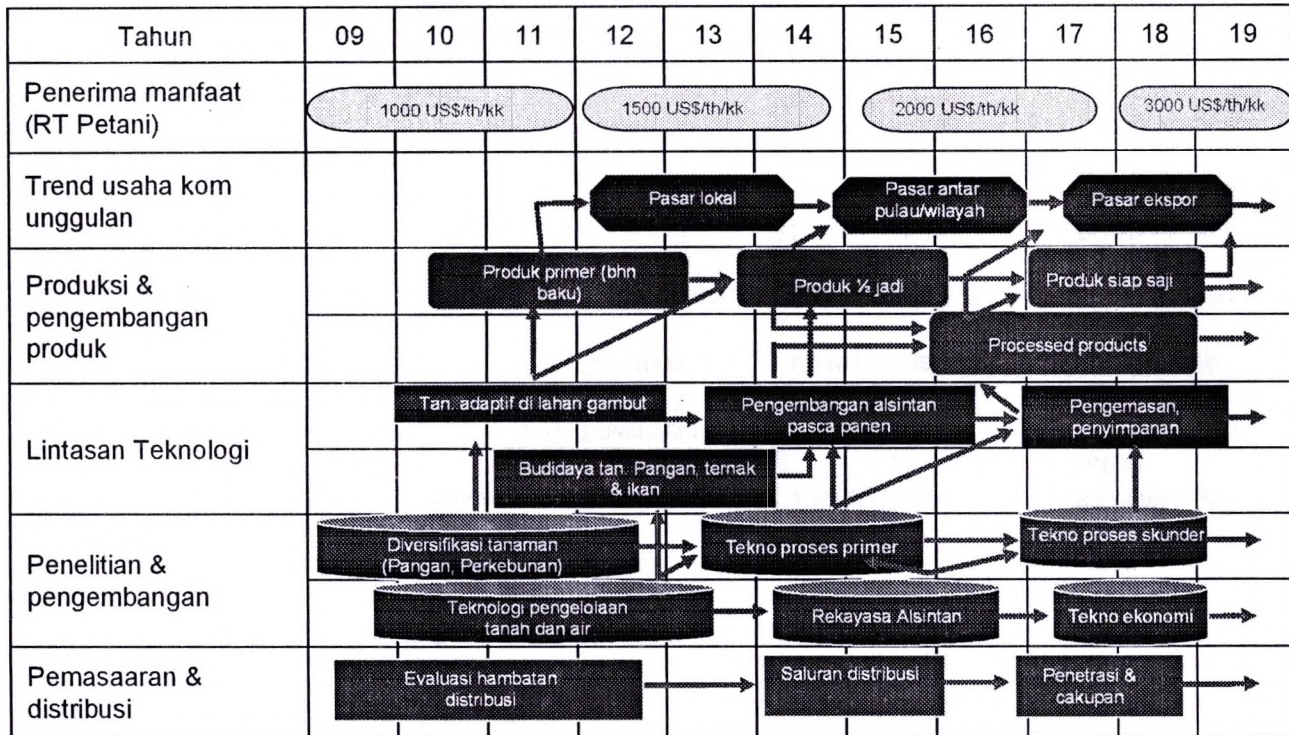 Tahun 09 10 11 12 13 14 15 16 17 18 19
Penerima manfaat
(RT Petani)
1000 US$/th/kk 1500 US$/th/kk 2000 US$/th/kk 3000 US$/th/kk
Trend usaha kom
unggulan
Pasar lokal
Pasar antar
pulau/wilayah
Pasar ekspor
Produksi &
pengembangan
produk
Produk primer (bhn
baku)
Produk ½ jadi
Produk siap saji
Processed products
Lintasan Teknologi
Tan. adaptif di lahan gambut
Pengembangan alsintan
pasca panen
Pengemasan,
penyimpanan
Budidaya tan. Pangan, ternak
& ikan
Penelitian &
pengembangan
Diversifikasi tanaman
(Pangan, Perkebunan)
Tekno proses primer
Tekno proses skunder
Teknologi pengelolaan
tanah dan air
Rekayasa Alsintan
Tekno ekonomi
Pemasaaran &
distribusi
Evaluasi hambatan
distribusi
Saluran distribusi
Penetrasi &
cakupan